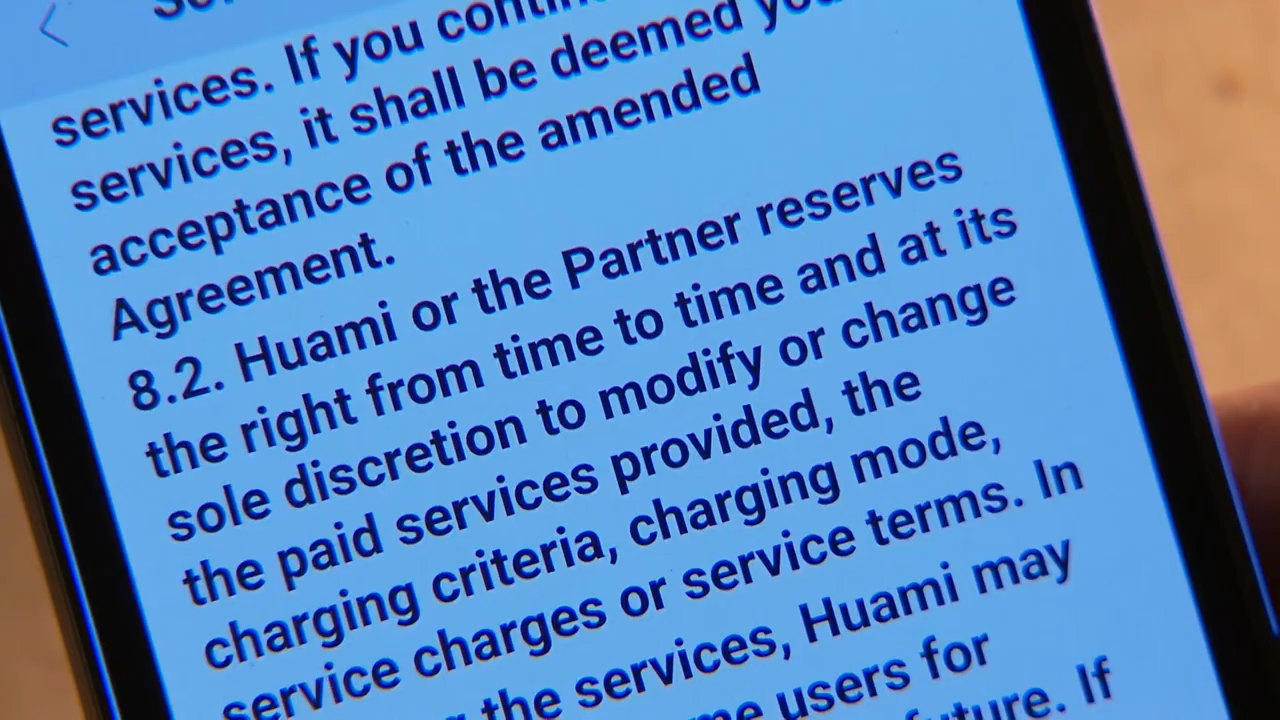 services. If you
services, it shall be deemed
acceptance of the amended
Agreement.
8.2. Huami or the Partner reserves
the right from time to time and at its
sole discretion to modify or change
the paid services provided, the
charging criteria, charging mode,
service charges or service terms. In
the services, Huami may
users for
future. If